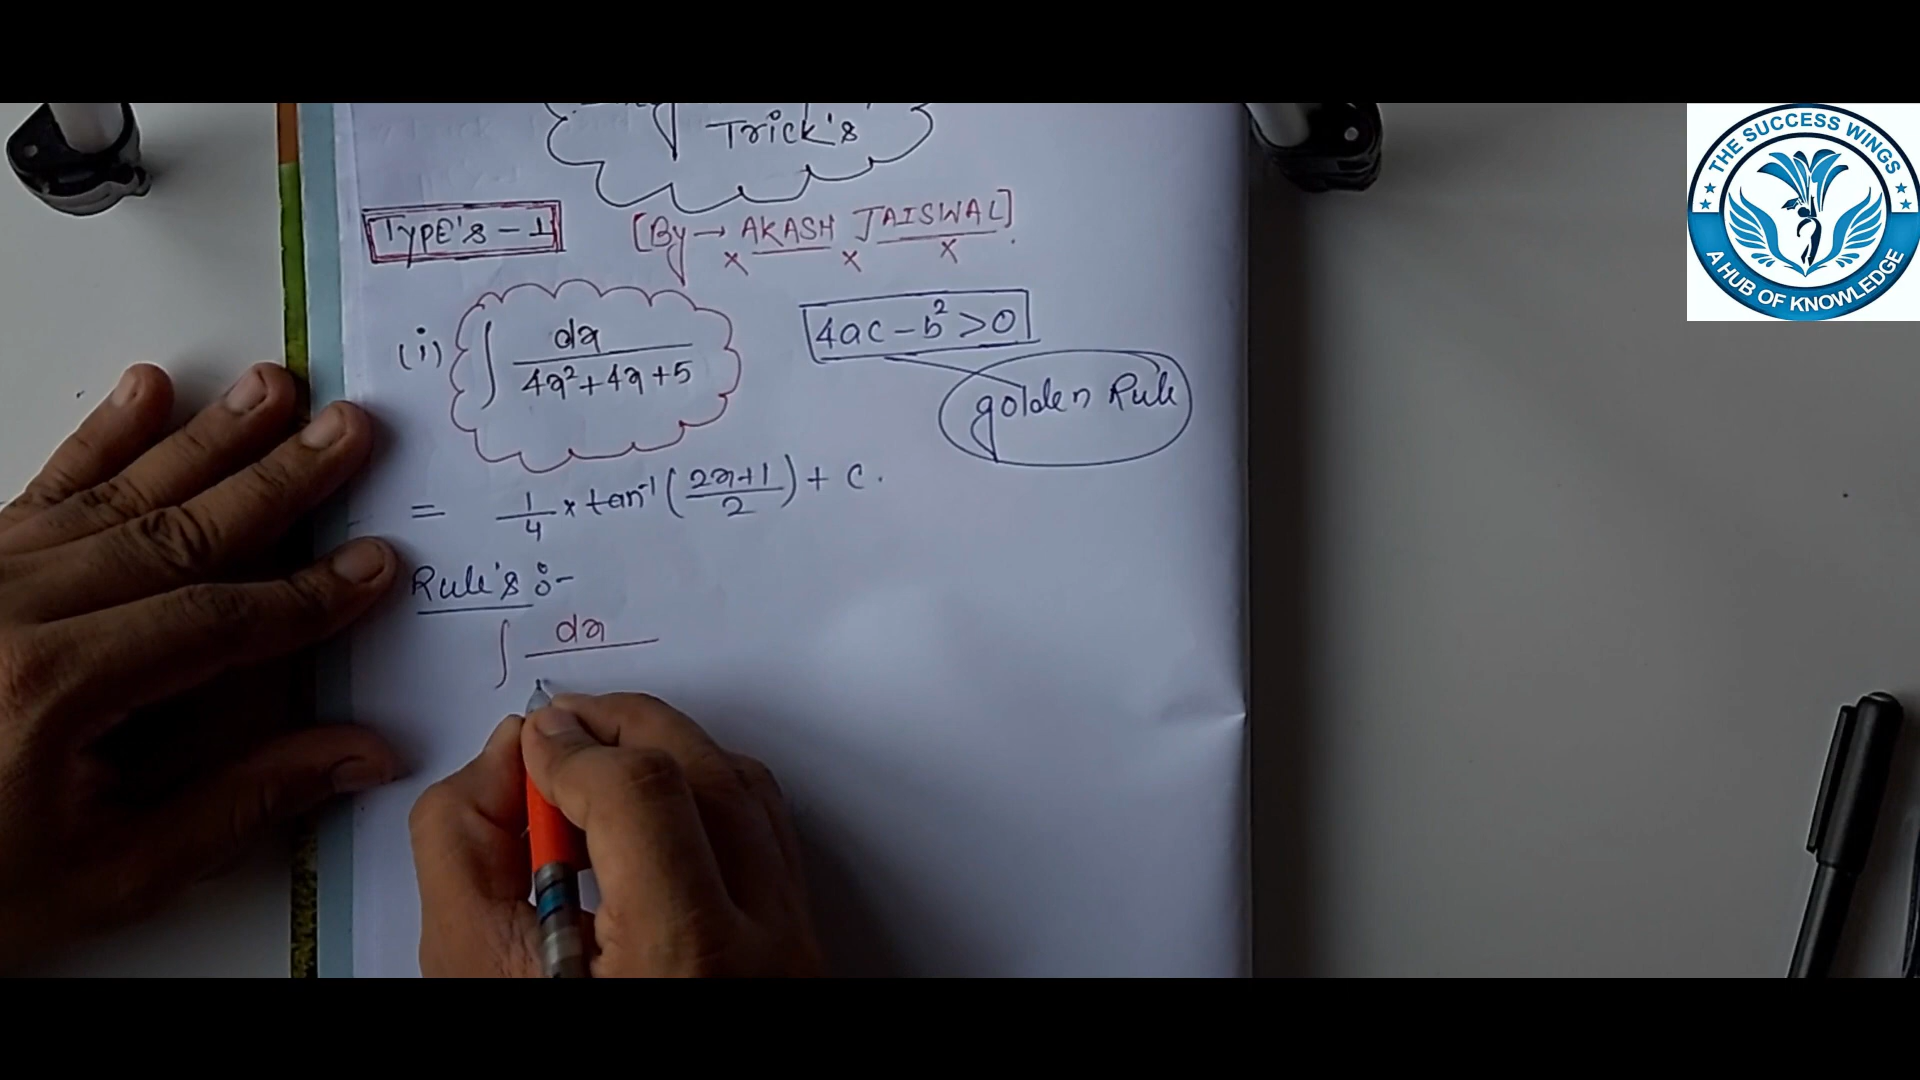 Trick's
Type's - 1
[By → AKASH JAISWAL].
x x x
(i) ∫ dx / 4x² + 4x + 5
4ac - b² > 0
golden Rule
= 1/4 x tan⁻¹ (2x+1 / 2) + c.
Rule's :-
∫ dx
THE SUCCESS WINGS
A HUB OF KNOWLEDGE